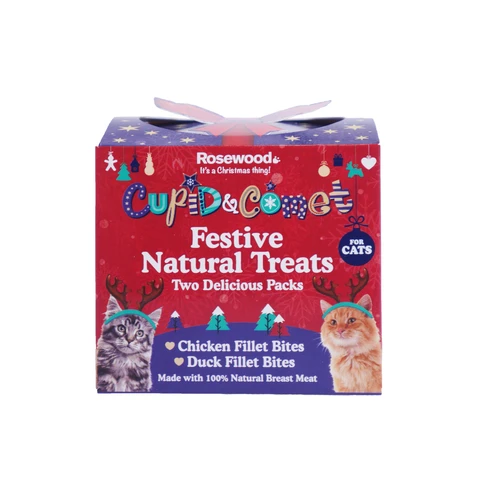 Rosewood
It's a Christmas thing!
Cupid & Comet
FOR
CATS
Festive
Natural Treats
Two Delicious Packs
Chicken Fillet Bites
Duck Fillet Bites
Made with 100% Natural Breast Meat